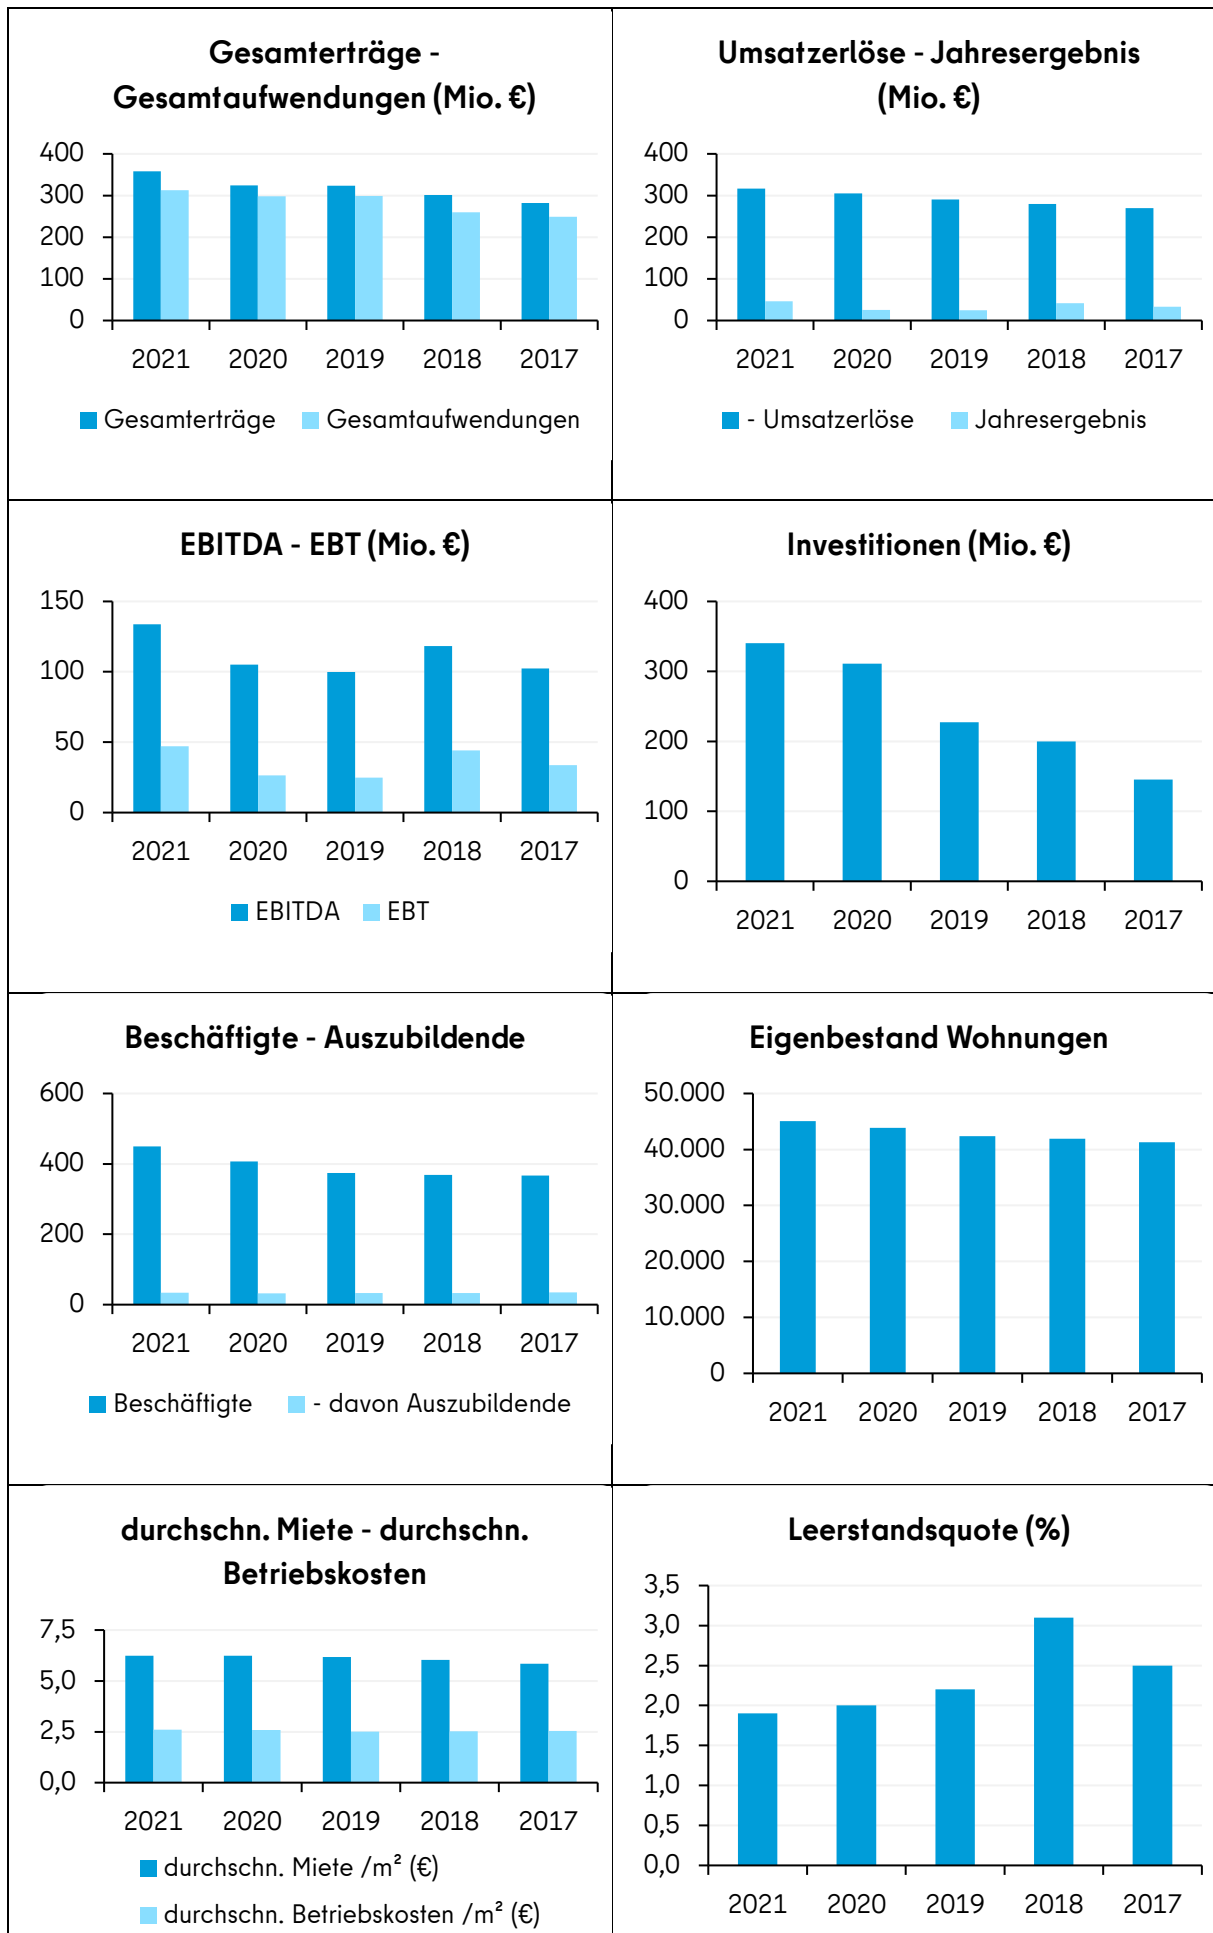 Gesamterträge -
Gesamtaufwendungen (Mio. €)
400
300
200
100
0
2021 2020 2019 2018 2017
Gesamterträge Gesamtaufwendungen
Umsatzerlöse - Jahresergebnis
(Mio. €)
400
300
200
100
0
2021 2020 2019 2018 2017
- Umsatzerlöse Jahresergebnis
EBITDA - EBT (Mio. €)
150
100
50
0
2021 2020 2019 2018 2017
EBITDA EBT
Investitionen (Mio. €)
400
300
200
100
0
2021 2020 2019 2018 2017
Beschäftigte - Auszubildende
600
400
200
0
2021 2020 2019 2018 2017
Beschäftigte - davon Auszubildende
Eigenbestand Wohnungen
50.000
40.000
30.000
20.000
10.000
0
2021 2020 2019 2018 2017
durchschn. Miete - durchschn.
Betriebskosten
7,5
5,0
2,5
0,0
2021 2020 2019 2018 2017
durchschn. Miete /m² (€)
durchschn. Betriebskosten /m² (€)
Leerstandsquote (%)
3,5
3,0
2,5
2,0
1,5
1,0
0,5
0,0
2021 2020 2019 2018 2017